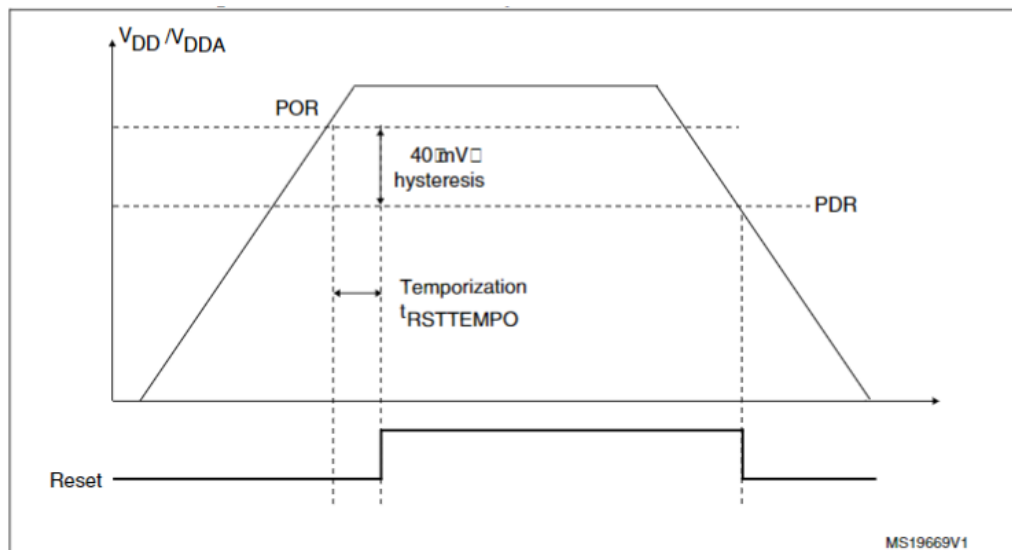 VDD /VDDA
POR
40 mV
hysteresis
PDR
Temporization
tRSTTEMPO
Reset
MS19669V1